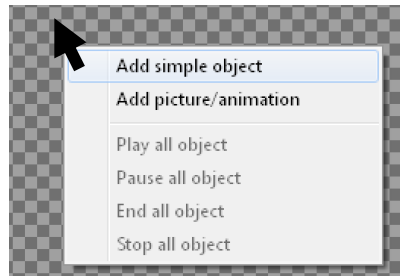 Add simple object
Add picture/animation
Play all object
Pause all object
End all object
Stop all object